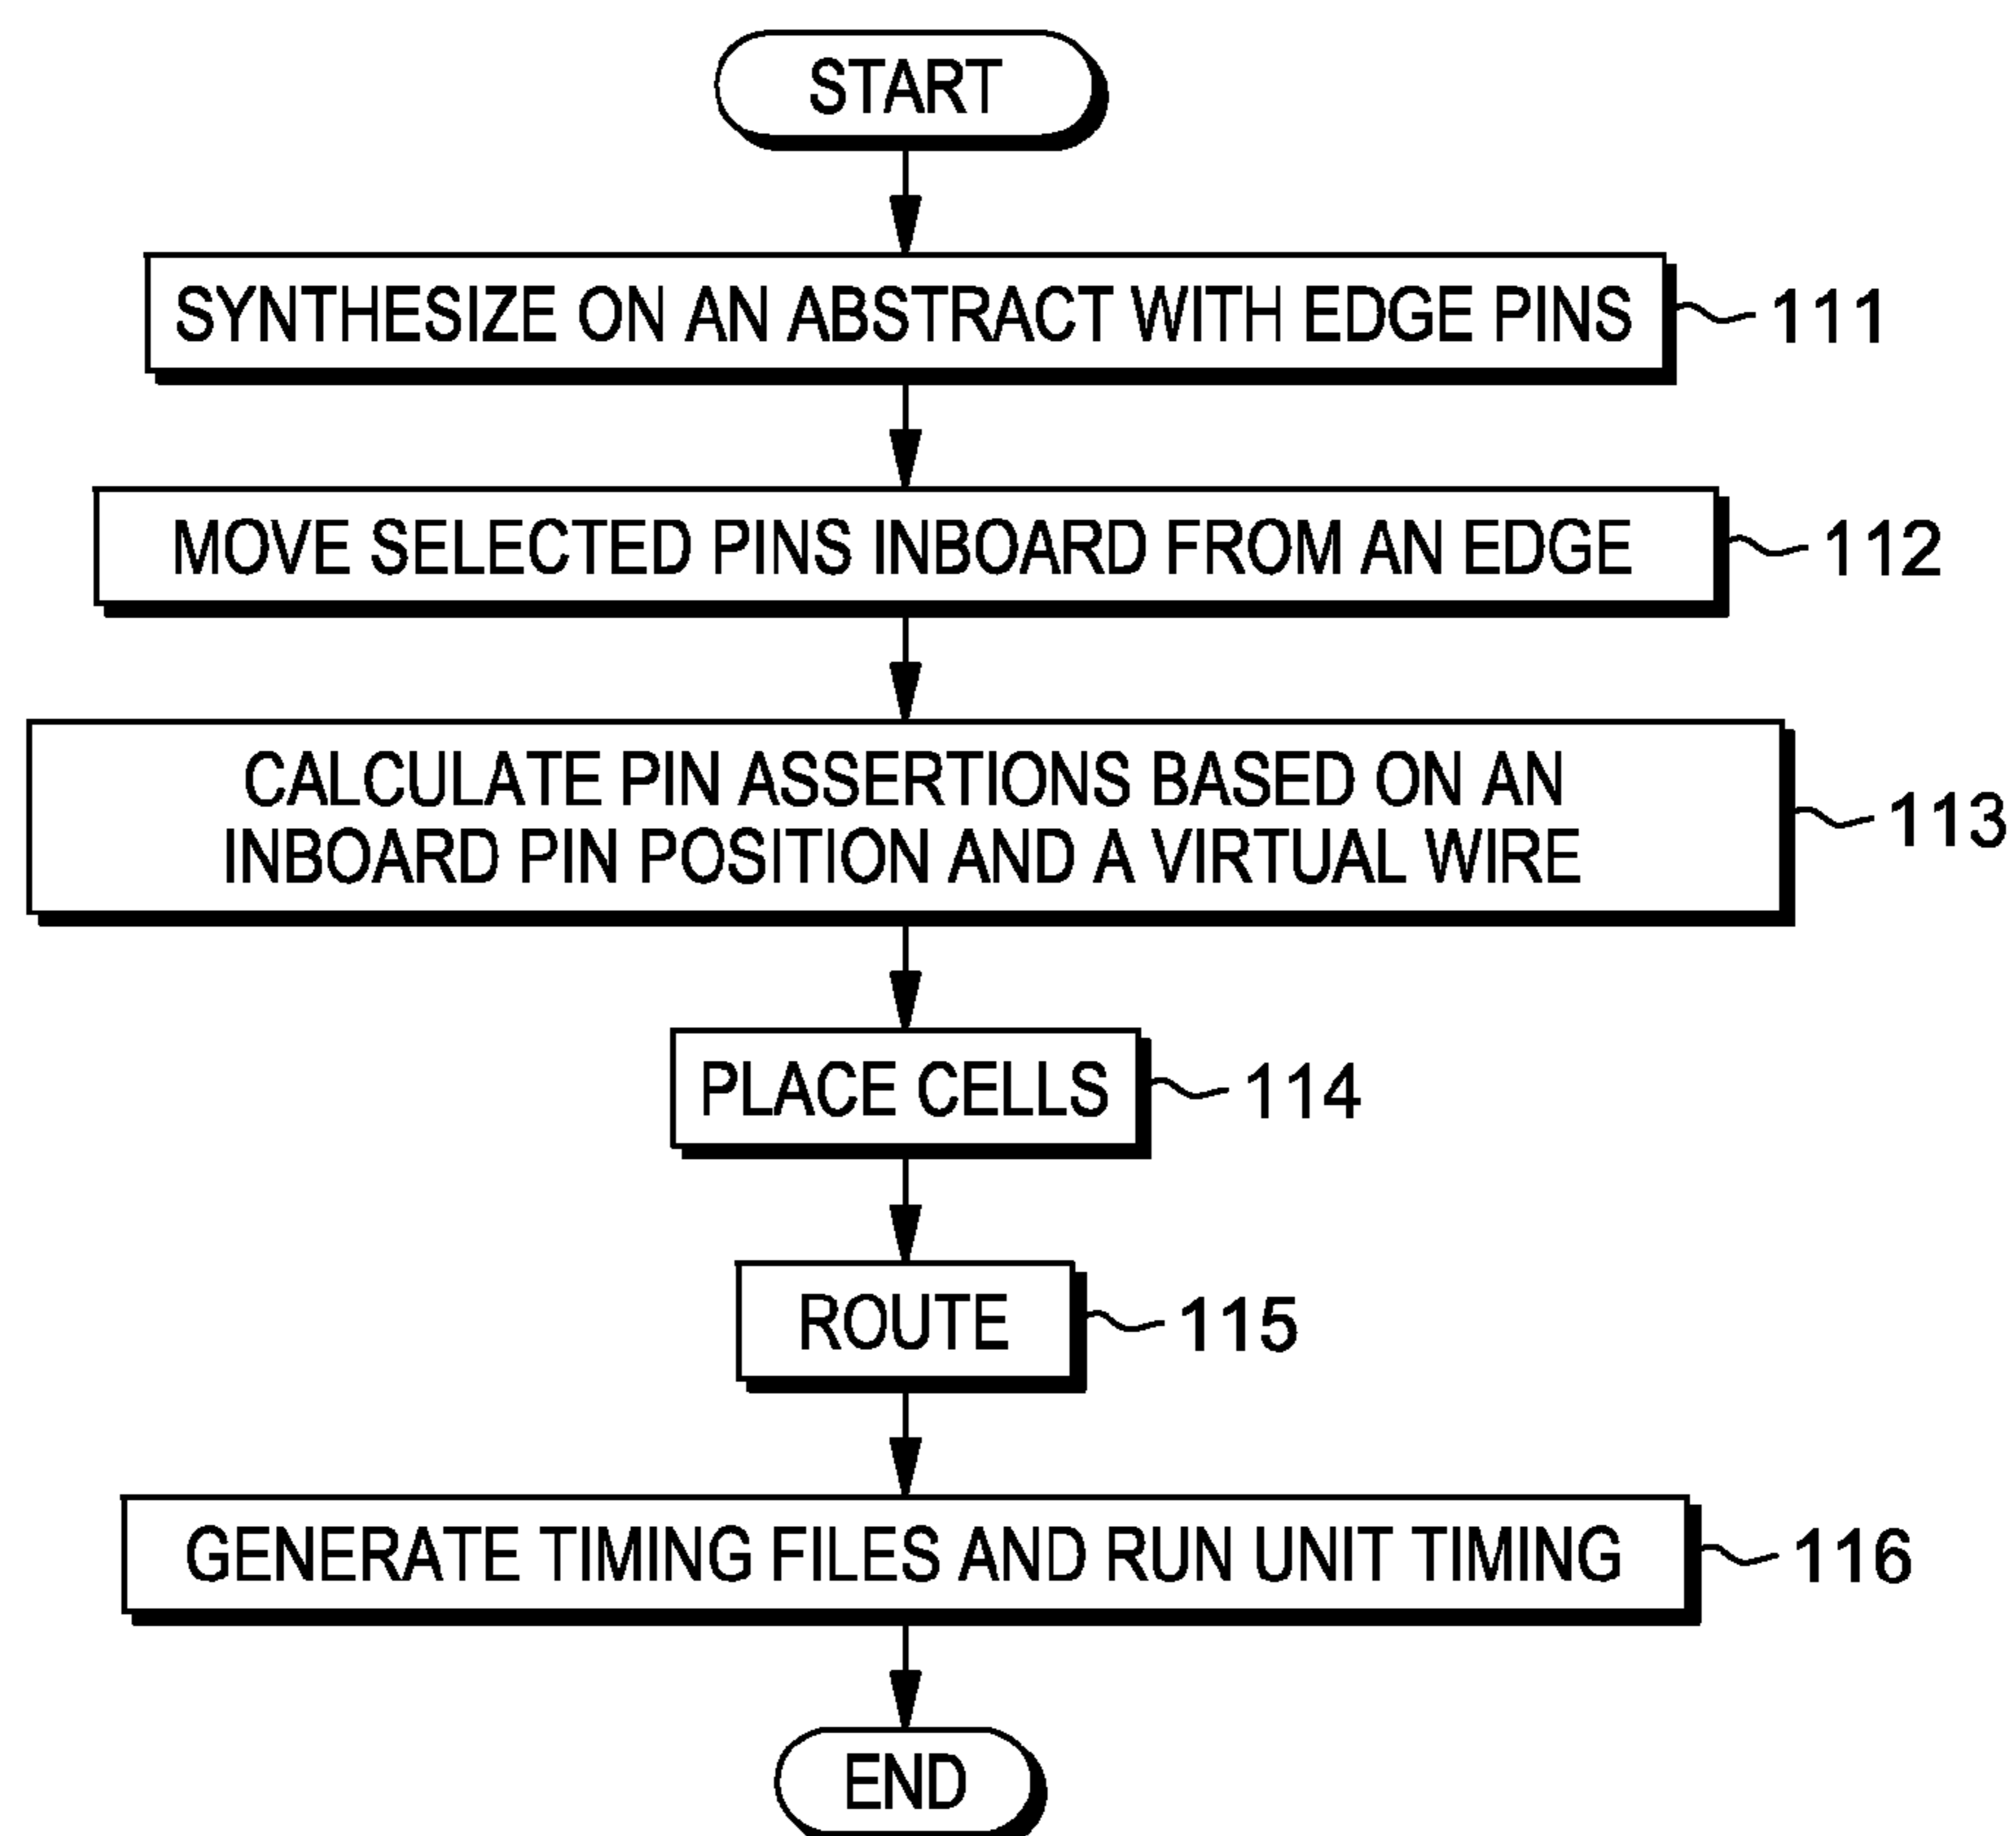 START
SYNTHESIZE ON AN ABSTRACT WITH EDGE PINS
111
MOVE SELECTED PINS INBOARD FROM AN EDGE
112
CALCULATE PIN ASSERTIONS BASED ON AN
INBOARD PIN POSITION AND A VIRTUAL WIRE
113
PLACE CELLS
114
ROUTE
115
GENERATE TIMING FILES AND RUN UNIT TIMING
116
END